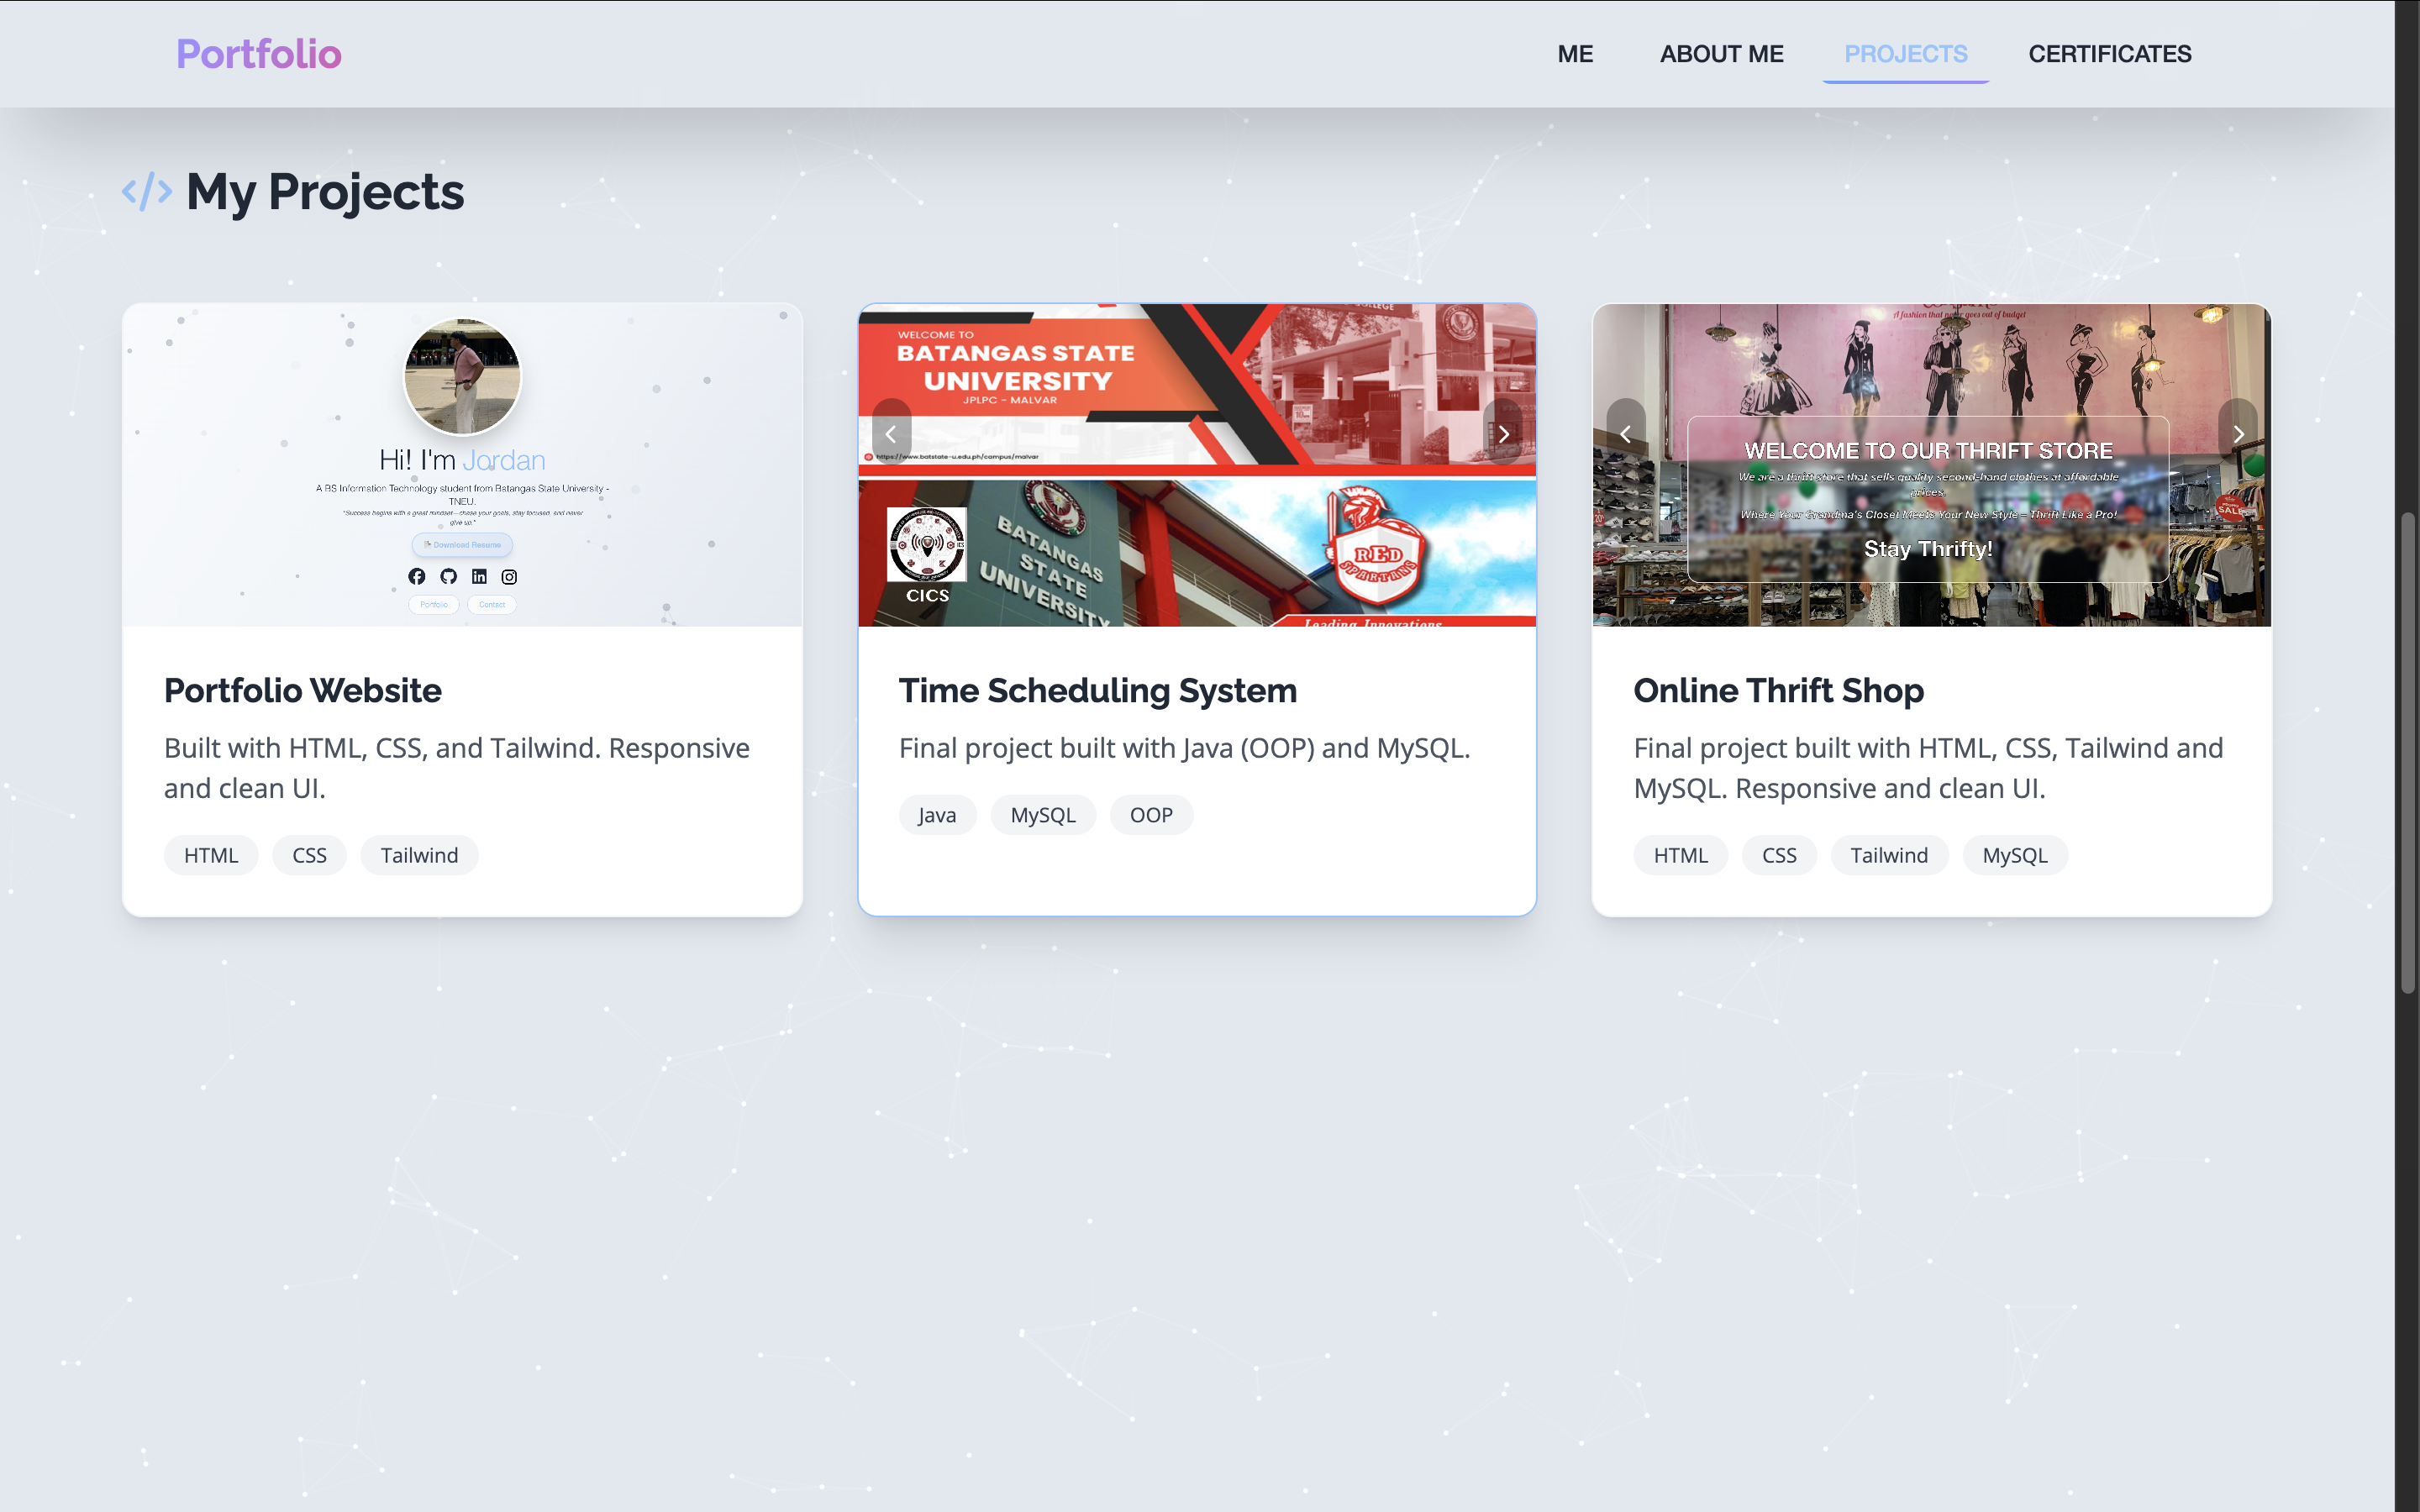 Portfolio
ME
ABOUT ME
PROJECTS
CERTIFICATES
</> My Projects
Hi! I'm Jordan
A BS Information Technology student from Batangas State University -
TNEU.
"Success begins with a great mindset—chase your goals, stay focused, and never
give up."
Download Resume
Portfolio
Contact
Portfolio Website
Built with HTML, CSS, and Tailwind. Responsive
and clean UI.
HTML
CSS
Tailwind
WELCOME TO
BATANGAS STATE
UNIVERSITY
JPLPC - MALVAR
https://www.batstate-u.edu.ph/campus/malvar
BATANGAS
STATE
UNIVERSITY
CICS
RED
SPARTANS
Leading Innovations
Time Scheduling System
Final project built with Java (OOP) and MySQL.
Java
MySQL
OOP
A fashion that never goes out of budget
WELCOME TO OUR THRIFT STORE
We are a thrift store that sells quality second-hand clothes at affordable
prices.
Where Your Grandma's Closet Meets Your New Style—Thrift Like a Pro!
Stay Thrifty!
SALE
Online Thrift Shop
Final project built with HTML, CSS, Tailwind and
MySQL. Responsive and clean UI.
HTML
CSS
Tailwind
MySQL